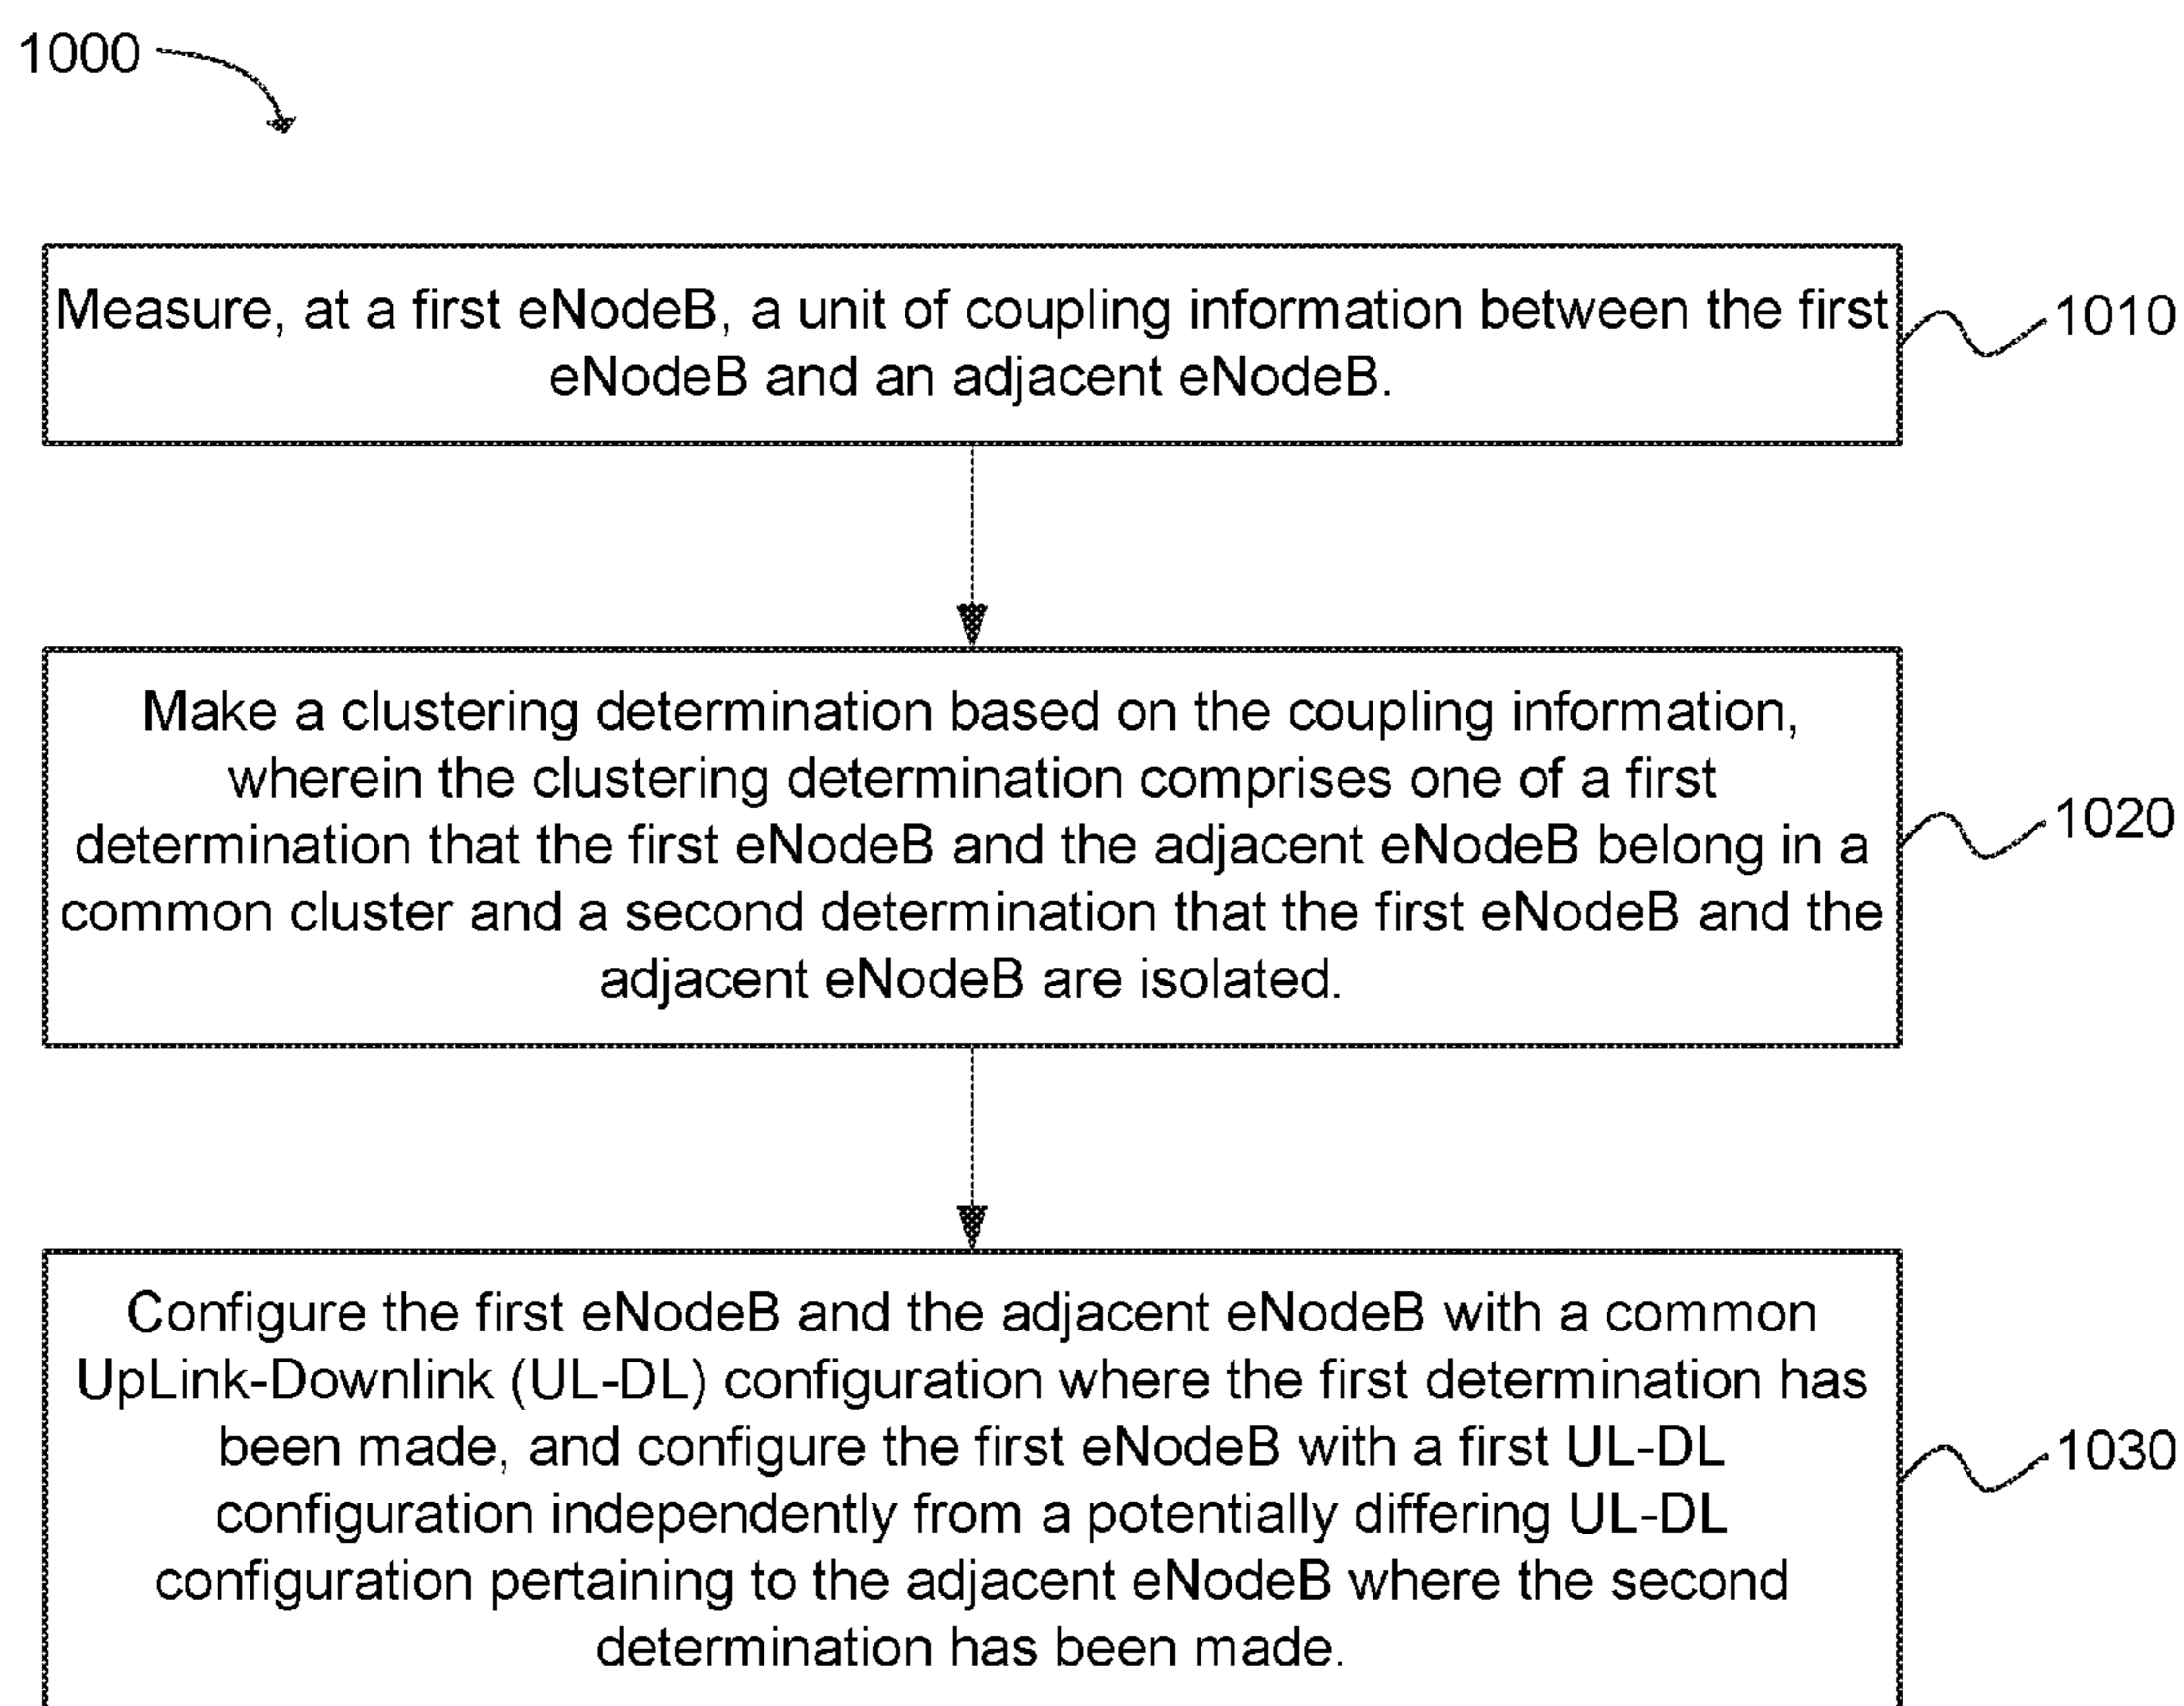 1000
Measure, at a first eNodeB, a unit of coupling information between the first
eNodeB and an adjacent eNodeB.
1010
Make a clustering determination based on the coupling information,
wherein the clustering determination comprises one of a first
determination that the first eNodeB and the adjacent eNodeB belong in a
common cluster and a second determination that the first eNodeB and the
adjacent eNodeB are isolated.
1020
Configure the first eNodeB and the adjacent eNodeB with a common
UpLink-Downlink (UL-DL) configuration where the first determination has
been made, and configure the first eNodeB with a first UL-DL
configuration independently from a potentially differing UL-DL
configuration pertaining to the adjacent eNodeB where the second
determination has been made.
1030